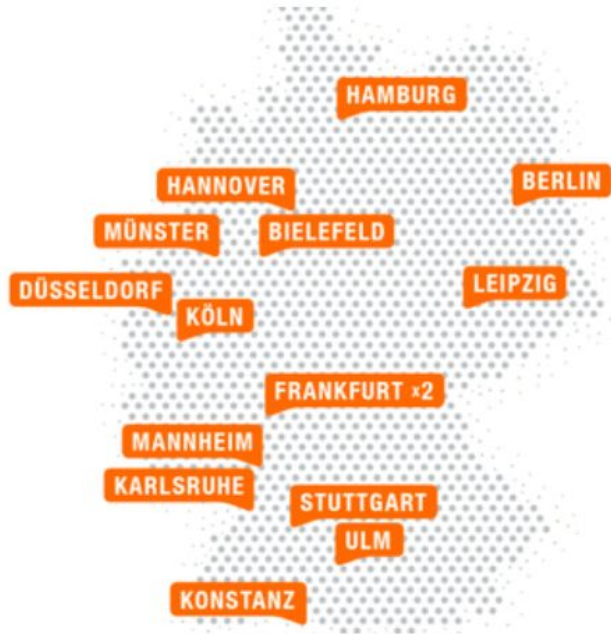 HAMBURG
HANNOVER
BERLIN
MÜNSTER
BIELEFELD
DÜSSELDORF
LEIPZIG
KÖLN
FRANKFURT x2
MANNHEIM
KARLSRUHE
STUTTGART
ULM
KONSTANZ